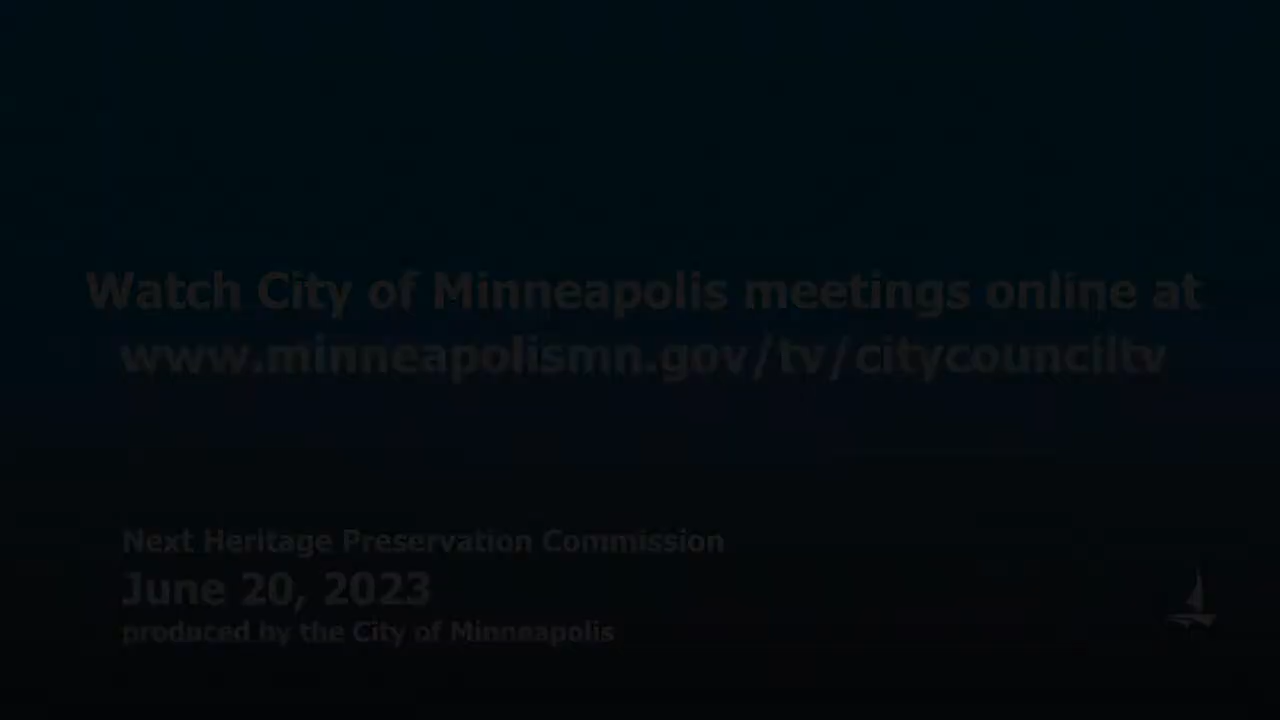 Watch City of Minneapolis meetings online at
www.minneapolismn.gov/tv/citycounciltv
Next Heritage Preservation Commission
June 20, 2023
produced by the City of Minneapolis